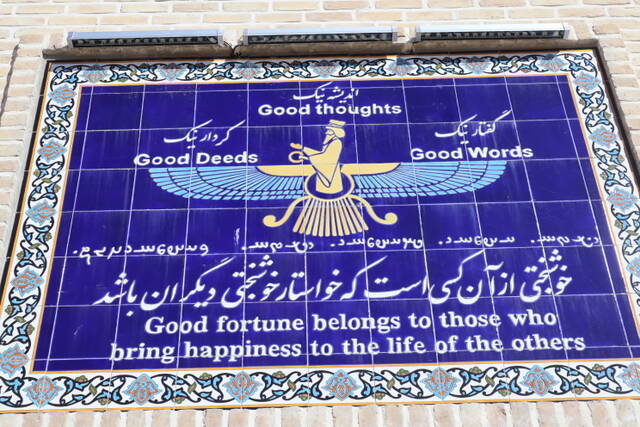 اندیشه نیک
Good thoughts
کردار نیک
گفتار نیک
Good Deeds
Good Words
خوشبختی از آن کسی است که خواستار خوشبختی دیگران باشد
Good fortune belongs to those who
bring happiness to the life of the others